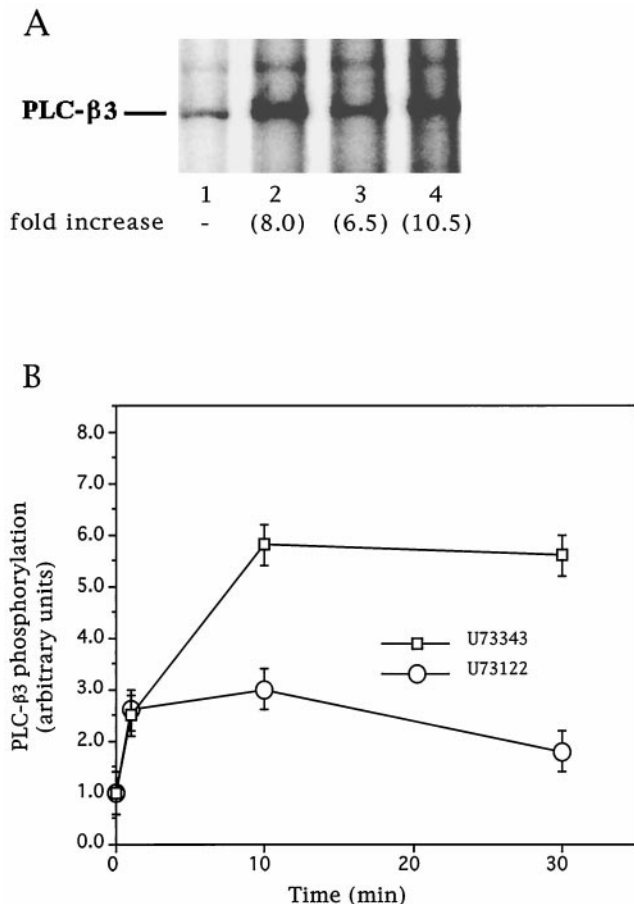 A
PLC-β3
1 2 3 4
fold increase - (8.0) (6.5) (10.5)
B
8.0
7.0
6.0
5.0
4.0
3.0
2.0
1.0
0.0
PLC-β3 phosphorylation
(arbitrary units)
U73343
U73122
0 10 20 30
Time (min)